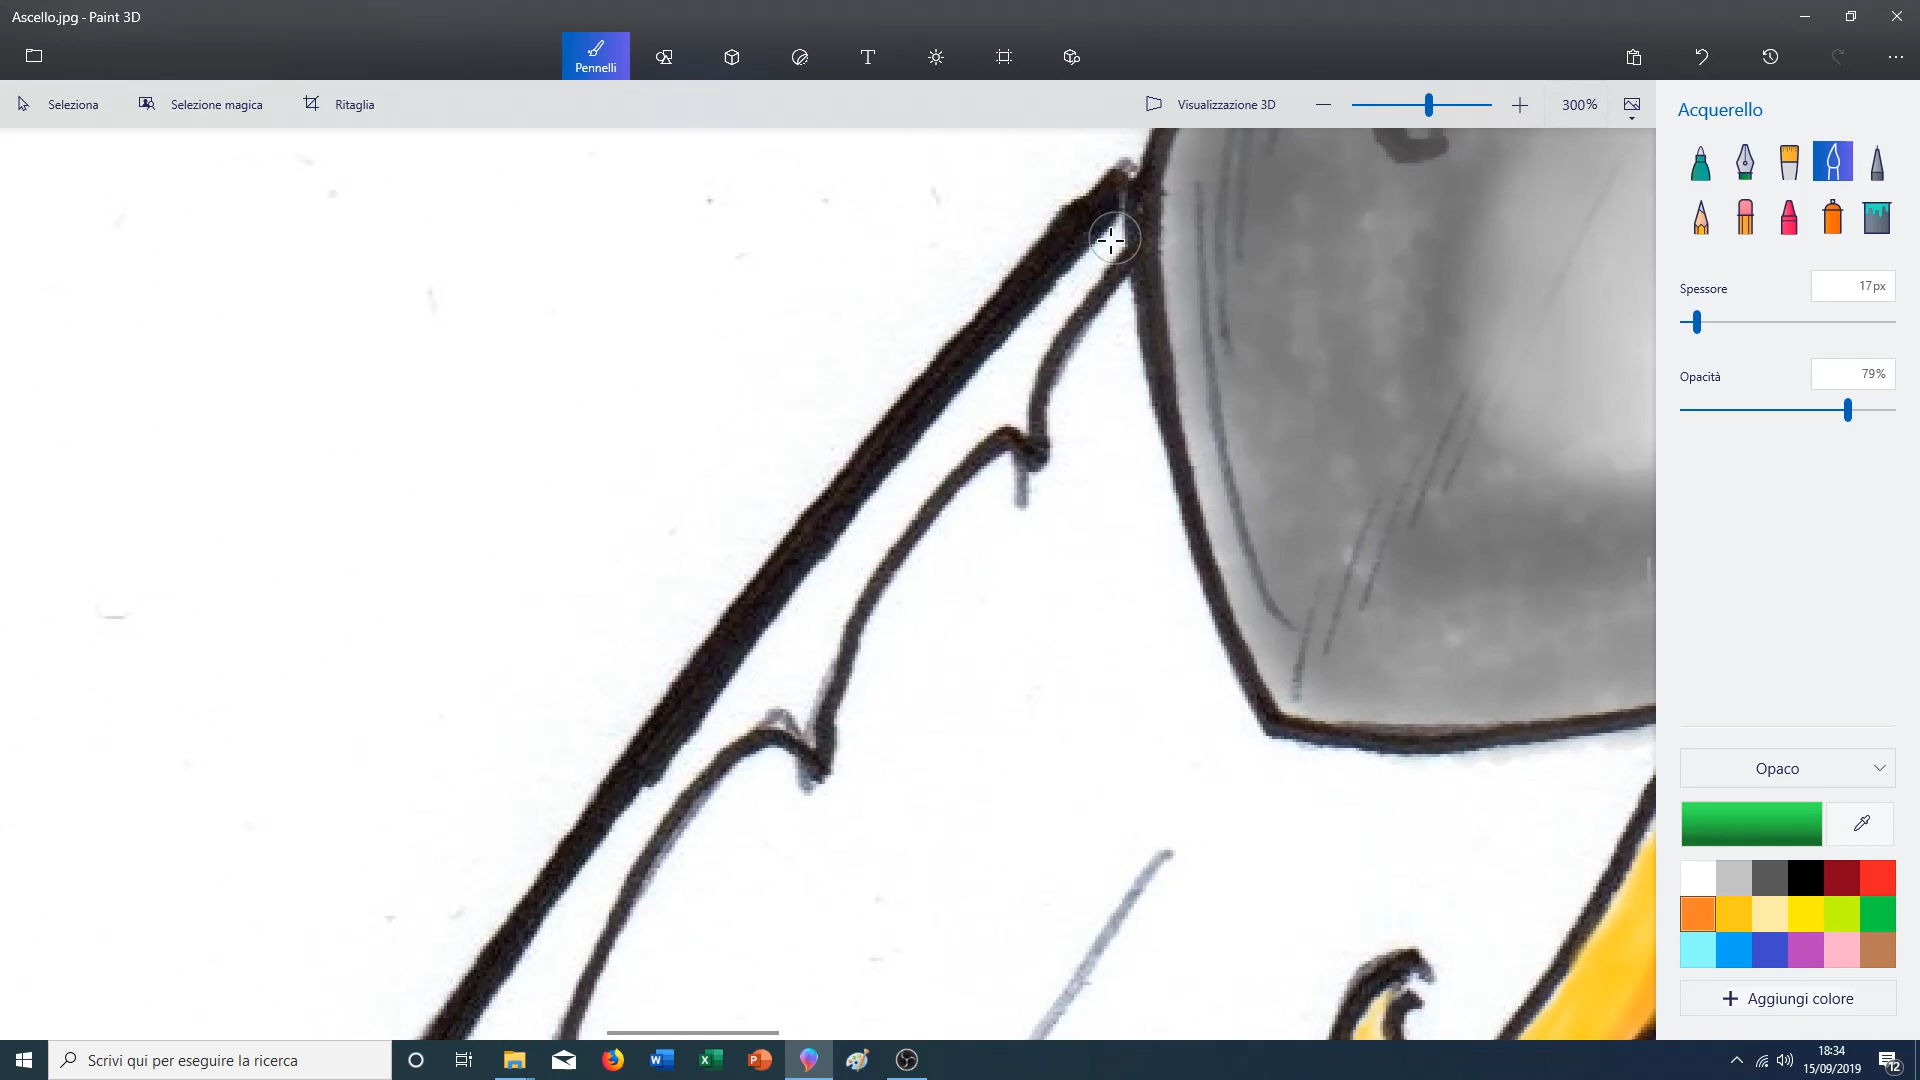 Ascello.jpg - Paint 3D
Pennelli
Seleziona
Selezione magica
Ritaglia
Visualizzazione 3D
300%
Acquerello
Spessore
17px
Opacità
79%
Opaco
Aggiungi colore
Scrivi qui per eseguire la ricerca
18:34
15/09/2019
12